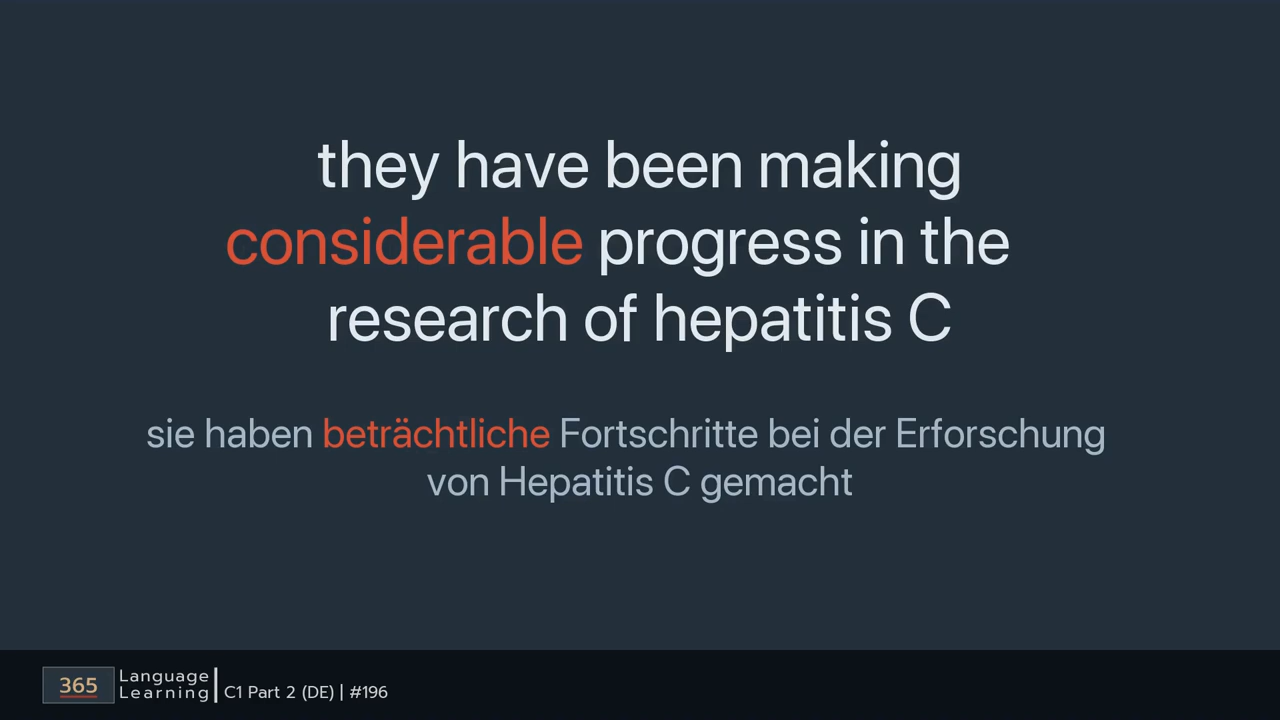 they have been making
considerable progress in the
research of hepatitis C
sie haben beträchtliche Fortschritte bei der Erforschung
von Hepatitis C gemacht
365
Language
Learning
C1 Part 2 (DE) | #196